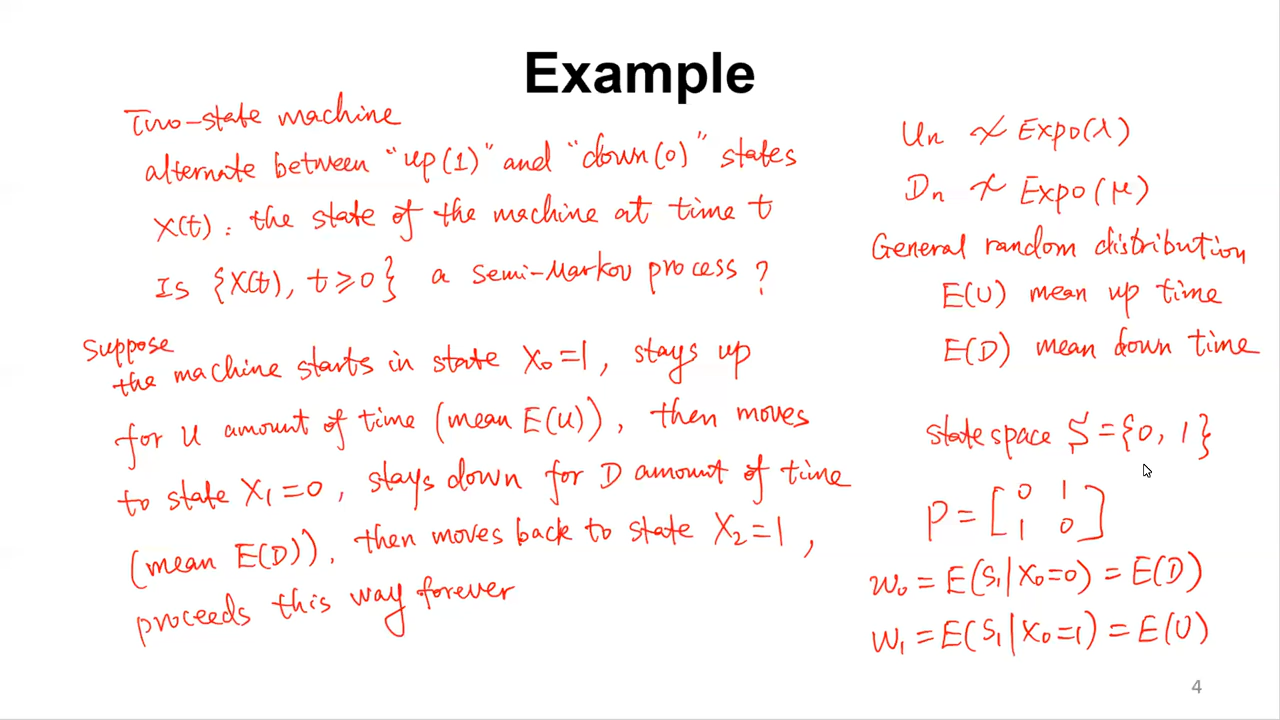 Example
Two-state machine
alternate between "up(1)" and "down(0)" states
X(t): the state of the machine at time t
Is {X(t), t ≥ 0} a semi-Markov process?
Suppose
the machine starts in state X₀ = 1, stays up
for U amount of time (mean E(U)), then moves
to state X₁ = 0, stays down for D amount of time
(mean E(D)), then moves back to state X₂ = 1,
proceeds this way forever
Uₙ ≁ Expo(λ)
Dₙ ≁ Expo(μ)
General random distribution
E(U) mean up time
E(D) mean down time
state space S = {0, 1}
P = [0 1
1 0]
w₀ = E(S₁|X₀=0) = E(D)
w₁ = E(S₁|X₀=1) = E(U)
4